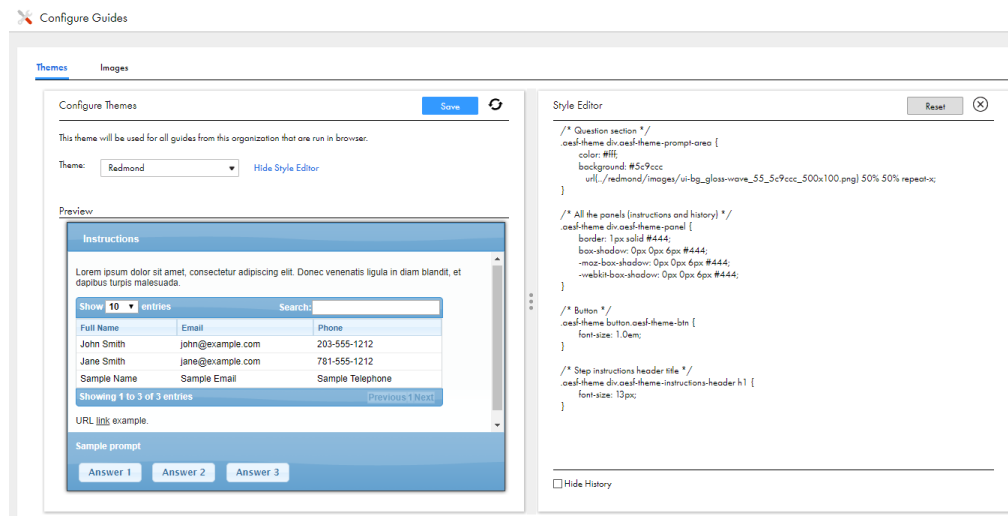 Configure Guides
Themes
Images
Configure Themes
Save
This theme will be used for all guides from this organization that are run in browser.
Theme:
Redmond
Hide Style Editor
Preview
Instructions
Lorem ipsum dolor sit amet, consectetur adipiscing elit. Donec venenatis ligula in diam blandit, et
dapibus turpis malesuada.
Show 10 entries
Search:
Full Name Email Phone
John Smith john@example.com 203-555-1212
Jane Smith jane@example.com 781-555-1212
Sample Name Sample Email Sample Telephone
Showing 1 to 3 of 3 entries
Previous 1 Next
URL link example.
Sample prompt
Answer 1 Answer 2 Answer 3
Style Editor
Reset
/* Question section */
.aesf-theme div.aesf-theme-prompt-area {
color: #fff;
background: #5c9ccc
url(../redmond/images/ui-bg_gloss-wave_55_5c9ccc_500x100.png) 50% 50% repeat-x;
}
/* All the panels (instructions and history) */
.aesf-theme div.aesf-theme-panel {
border: 1px solid #444;
box-shadow: 0px 0px 6px #444;
-moz-box-shadow: 0px 0px 6px #444;
-webkit-box-shadow: 0px 0px 6px #444;
}
/* Button */
.aesf-theme button.aesf-theme-btn {
font-size: 1.0em;
}
/* Step instructions header title */
.aesf-theme div.aesf-theme-instructions-header h1 {
font-size: 13px;
}
Hide History